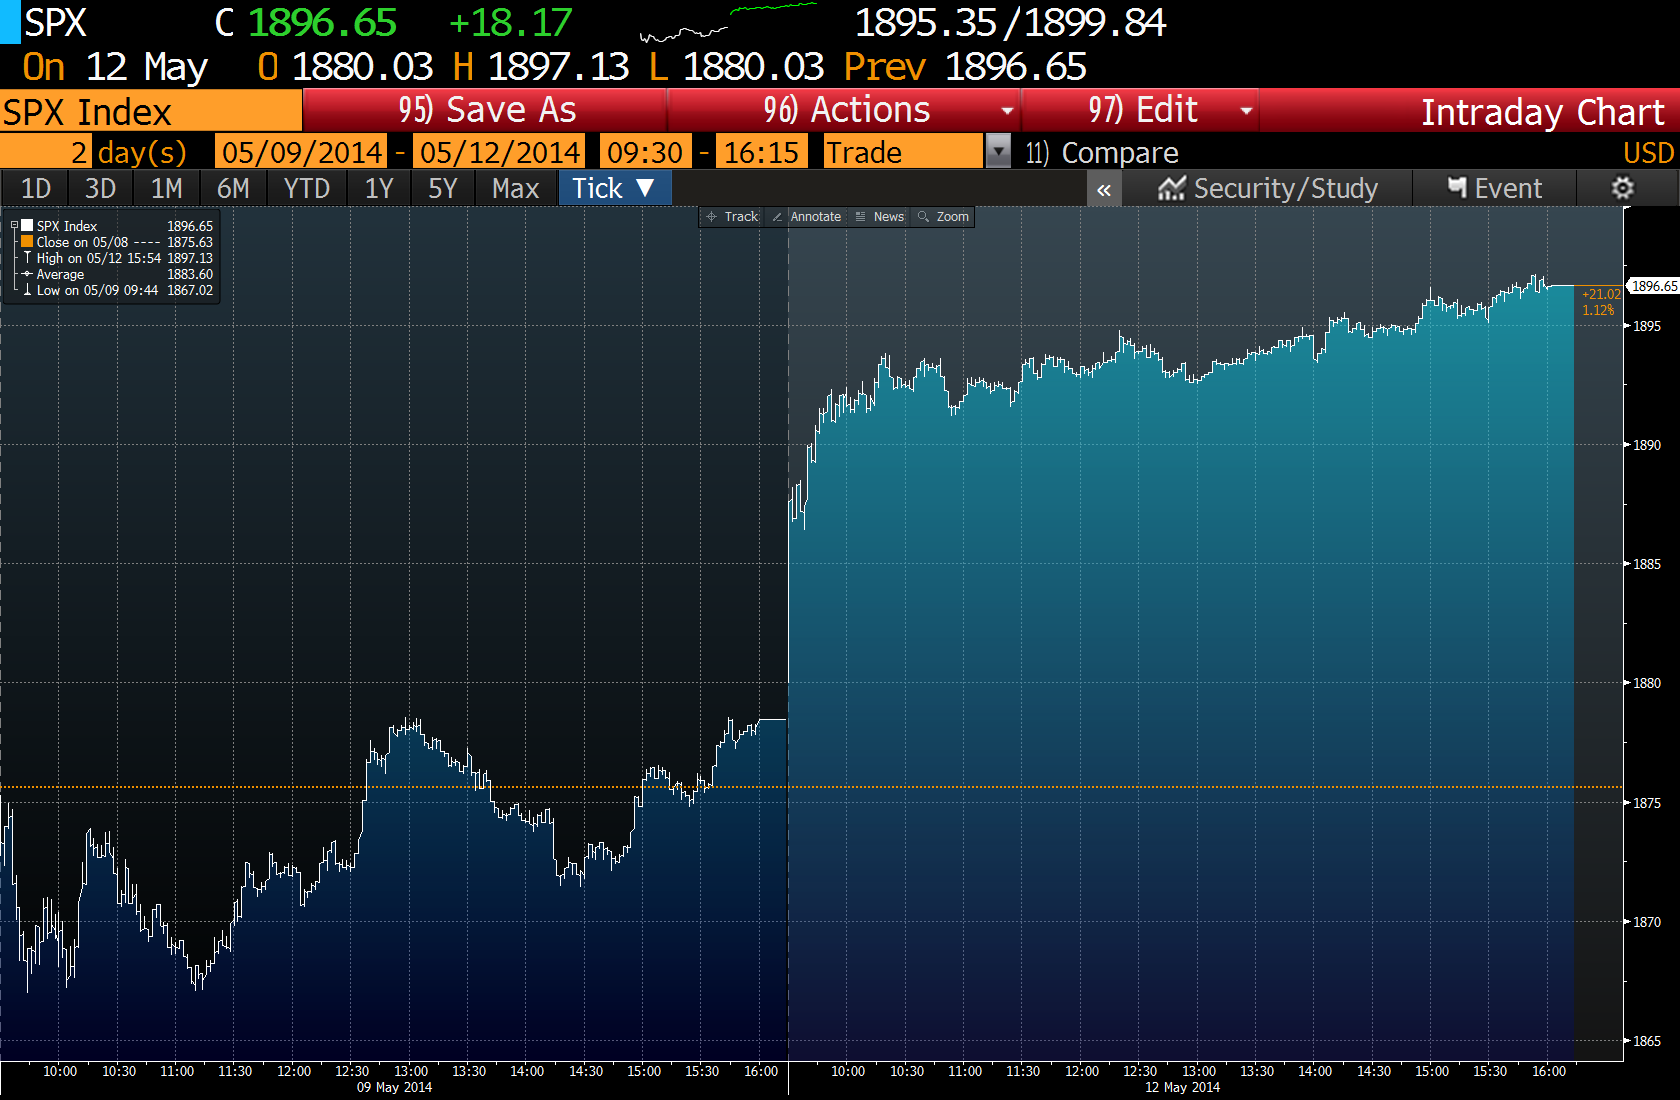 SPX C 1896.65 +18.17 1895.35/1899.84
On 12 May O 1880.03 H 1897.13 L 1880.03 Prev 1896.65
SPX Index 95) Save As 96) Actions 97) Edit Intraday Chart
2 day(s) 05/09/2014 - 05/12/2014 09:30 - 16:15 Trade 11) Compare USD
1D 3D 1M 6M YTD 1Y 5Y Max Tick ▼ « Security/Study Event
Track Annotate News Zoom
SPX Index 1896.65
Close on 05/08 ---- 1875.63
High on 05/12 15:54 1897.13
Average 1883.60
Low on 05/09 09:44 1867.02
1896.65
+21.02
1.12%
1895
1890
1885
1880
1875
1870
1865
10:00 10:30 11:00 11:30 12:00 12:30 13:00 13:30 14:00 14:30 15:00 15:30 16:00 10:00 10:30 11:00 11:30 12:00 12:30 13:00 13:30 14:00 14:30 15:00 15:30 16:00
09 May 2014 12 May 2014